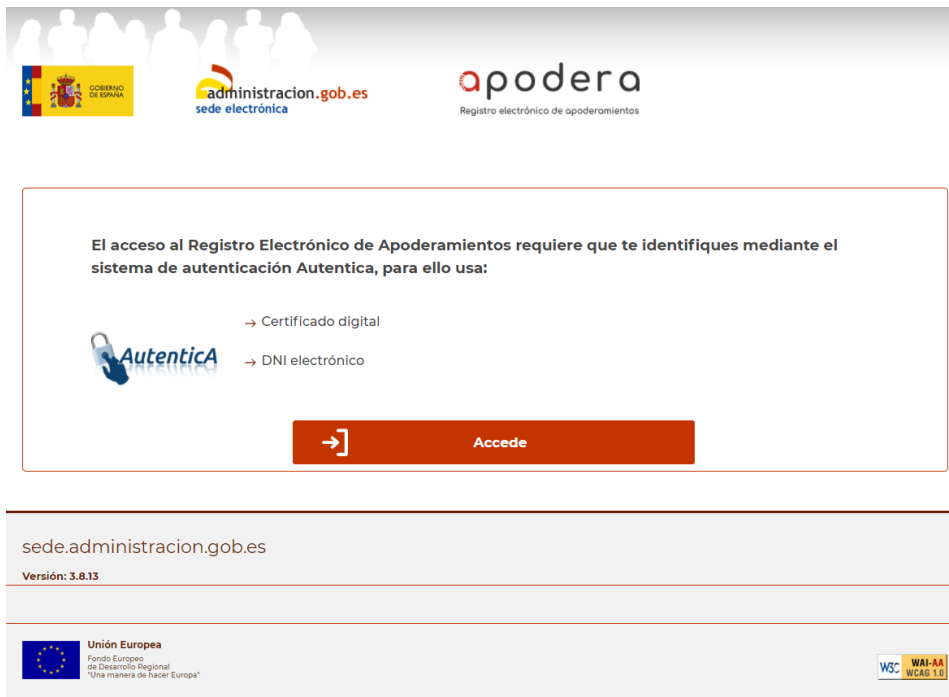 GOBIERNO
DE ESPAÑA
administracion.gob.es
sede electrónica
apodera
Registro electrónico de apoderamientos
El acceso al Registro Electrónico de Apoderamientos requiere que te identifiques mediante el
sistema de autenticación Autentica, para ello usa:
AutenticA
→ Certificado digital
→ DNI electrónico
Accede
sede.administracion.gob.es
Versión: 3.8.13
Unión Europea
Fondo Europeo
de Desarrollo Regional
"Una manera de hacer Europa"
W3C WAI-AA
WCAG 1.0